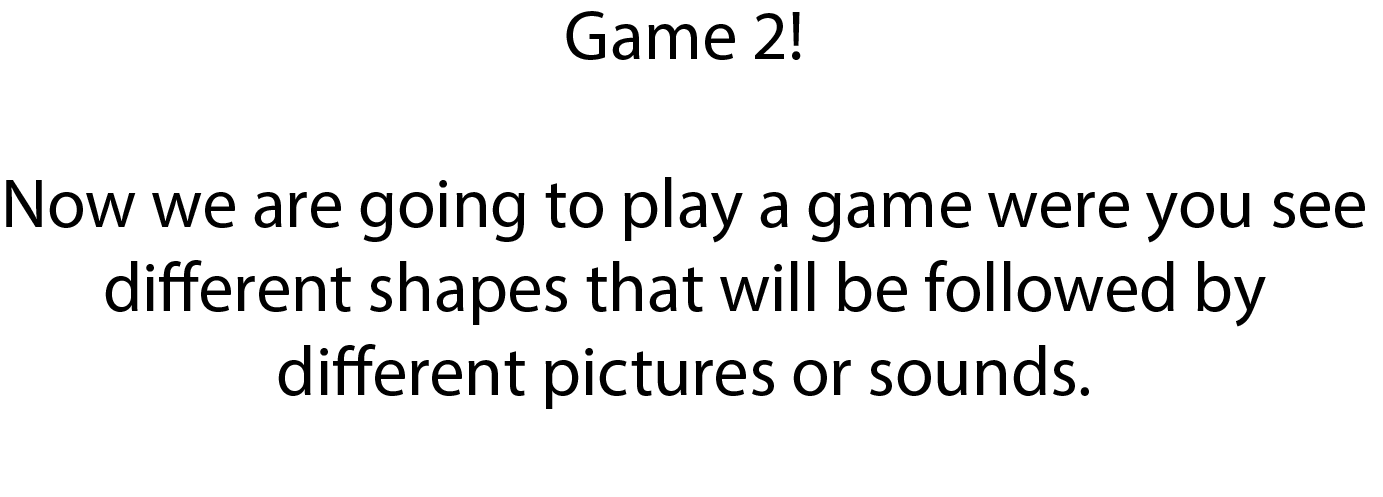 Game 2!
Now we are going to play a game were you see
different shapes that will be followed by
different pictures or sounds.